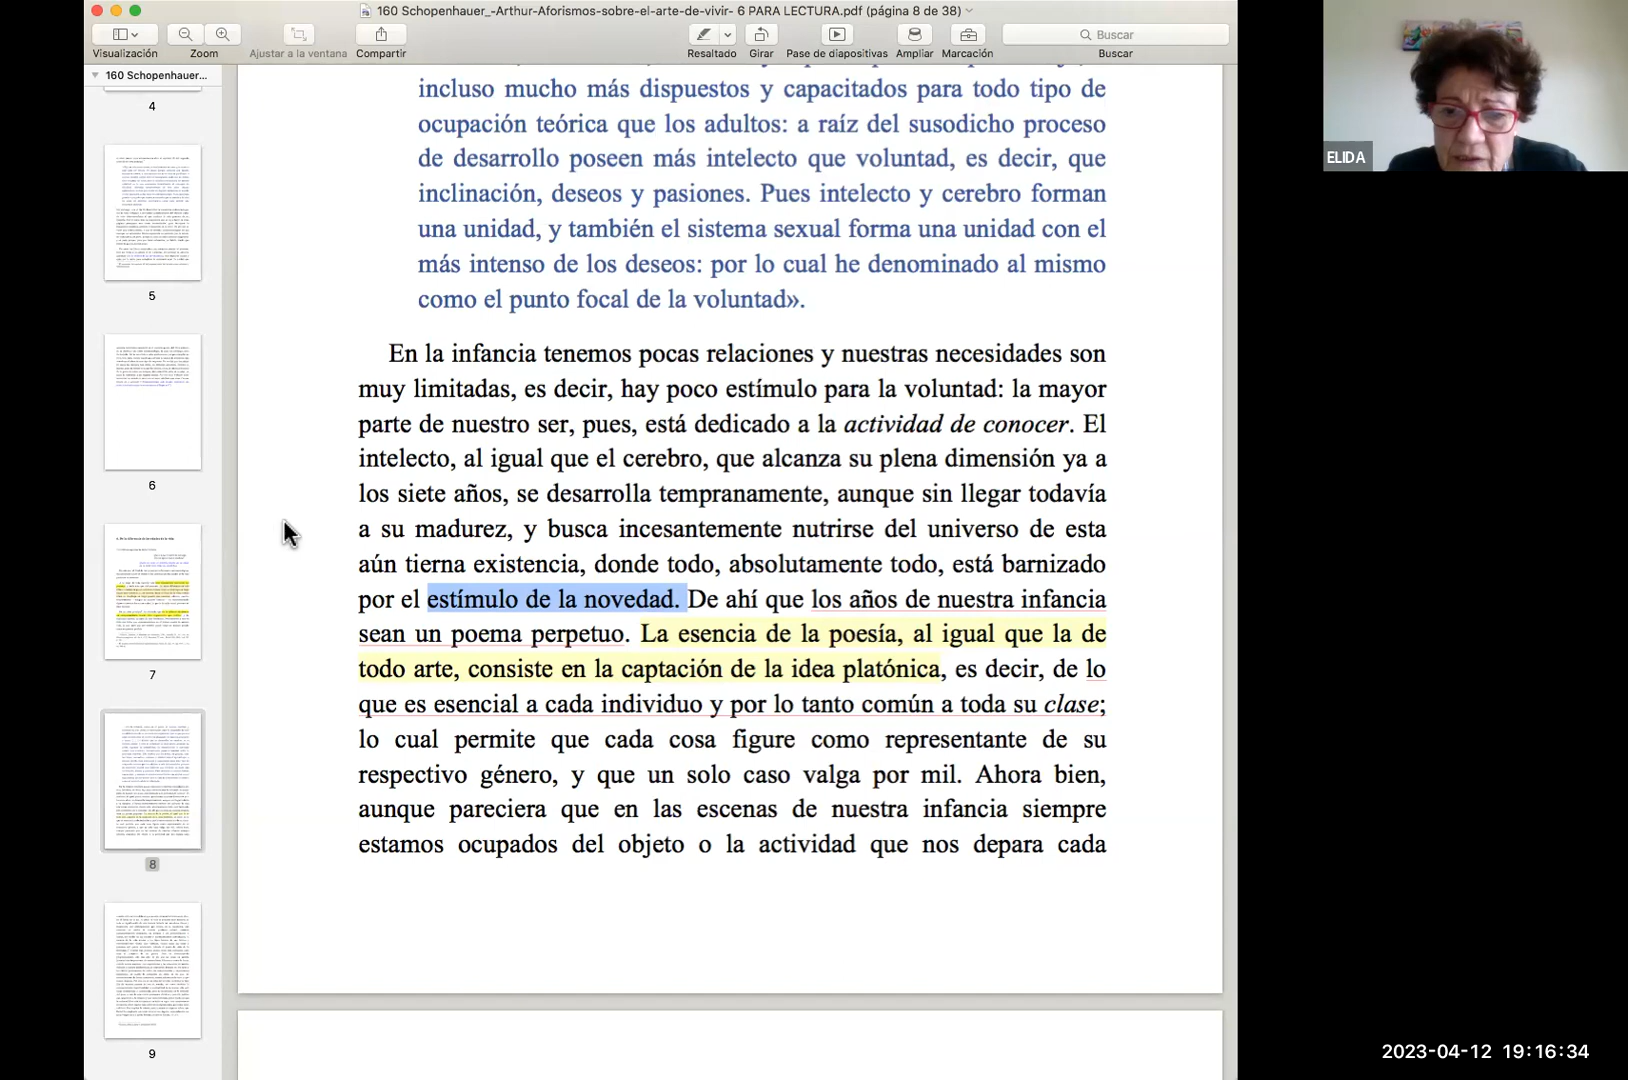 160 Schopenhauer_-Arthur-Aforismos-sobre-el-arte-de-vivir- 6 PARA LECTURA.pdf (página 8 de 38)
Visualización
Zoom
Ajustar a la ventana
Compartir
Resaltado
Girar
Pase de diapositivas
Ampliar
Marcación
Buscar
Buscar
160 Schopenhauer...
4
5
6
7
8
9
incluso mucho más dispuestos y capacitados para todo tipo de
ocupación teórica que los adultos: a raíz del susodicho proceso
de desarrollo poseen más intelecto que voluntad, es decir, que
inclinación, deseos y pasiones. Pues intelecto y cerebro forman
una unidad, y también el sistema sexual forma una unidad con el
más intenso de los deseos: por lo cual he denominado al mismo
como el punto focal de la voluntad».
En la infancia tenemos pocas relaciones y nuestras necesidades son
muy limitadas, es decir, hay poco estímulo para la voluntad: la mayor
parte de nuestro ser, pues, está dedicado a la actividad de conocer. El
intelecto, al igual que el cerebro, que alcanza su plena dimensión ya a
los siete años, se desarrolla tempranamente, aunque sin llegar todavía
a su madurez, y busca incesantemente nutrirse del universo de esta
aún tierna existencia, donde todo, absolutamente todo, está barnizado
por el estímulo de la novedad. De ahí que los años de nuestra infancia
sean un poema perpetuo. La esencia de la poesía, al igual que la de
todo arte, consiste en la captación de la idea platónica, es decir, de lo
que es esencial a cada individuo y por lo tanto común a toda su clase;
lo cual permite que cada cosa figure como representante de su
respectivo género, y que un solo caso valga por mil. Ahora bien,
aunque pareciera que en las escenas de nuestra infancia siempre
estamos ocupados del objeto o la actividad que nos depara cada
ELIDA
2023-04-12 19:16:34